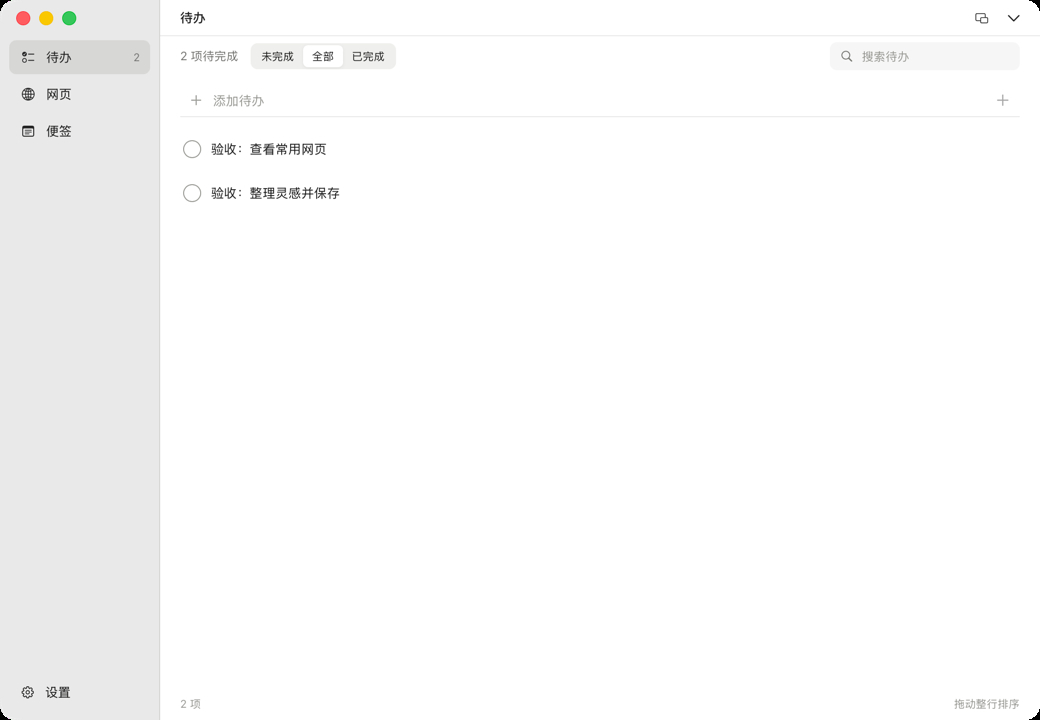 待办
待办 2
网页
便签
设置
2 项待完成 未完成 全部 已完成 搜索待办
添加待办
验收：查看常用网页
验收：整理灵感并保存
2 项 拖动整行排序